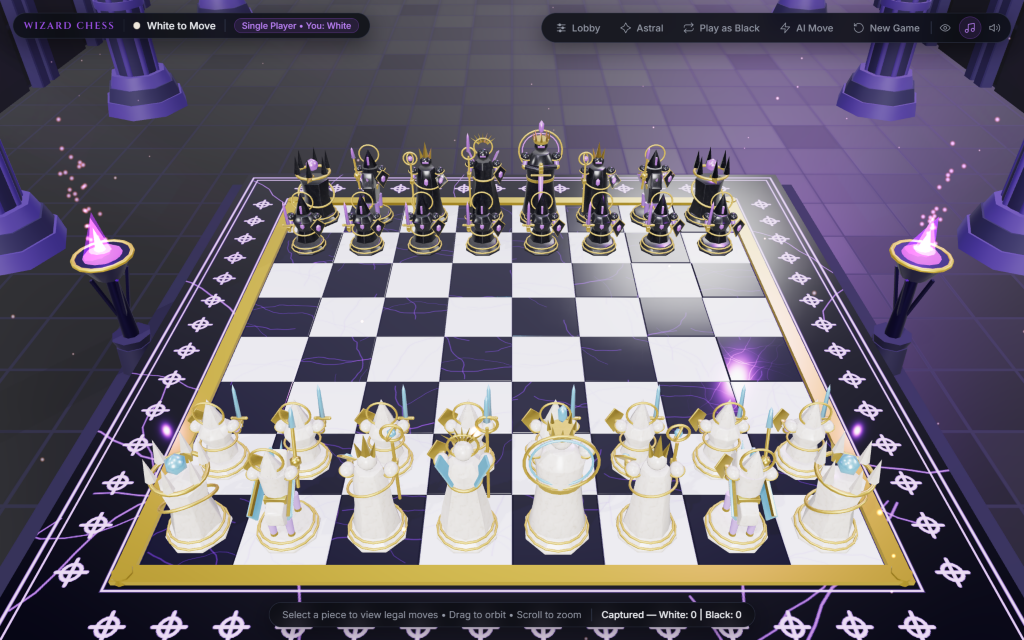 WIZARD CHESS
White to Move
Single Player • You: White
Lobby
Astral
Play as Black
AI Move
New Game
Select a piece to view legal moves • Drag to orbit • Scroll to zoom
Captured — White: 0 | Black: 0